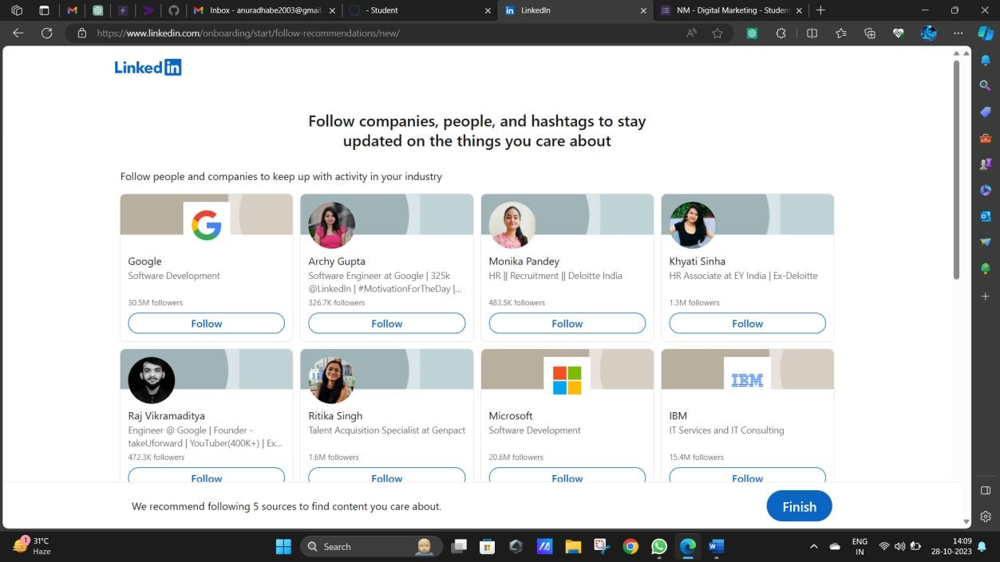 Inbox - anuradhabe2003@gmail.
- Student
LinkedIn
NM - Digital Marketing - Student
https://www.linkedin.com/onboarding/start/follow-recommendations/new/
LinkedIn
Follow companies, people, and hashtags to stay
updated on the things you care about
Follow people and companies to keep up with activity in your industry
Google
Software Development
30.5M followers
Follow
Archy Gupta
Software Engineer at Google | 325k
@LinkedIn | #MotivationForTheDay |...
326.7K followers
Follow
Monika Pandey
HR || Recruitment || Deloitte India
483.5K followers
Follow
Khyati Sinha
HR Associate at EY India | Ex-Deloitte
1.3M followers
Follow
Raj Vikramaditya
Engineer @ Google | Founder -
takeUforward | YouTuber(400K+) | Ex...
472.3K followers
Follow
Ritika Singh
Talent Acquisition Specialist at Genpact
1.6M followers
Follow
Microsoft
Software Development
20.6M followers
Follow
IBM
IBM
IT Services and IT Consulting
15.4M followers
Follow
We recommend following 5 sources to find content you care about.
Finish
1
31°C
Haze
Search
ENG
IN
14:09
28-10-2023